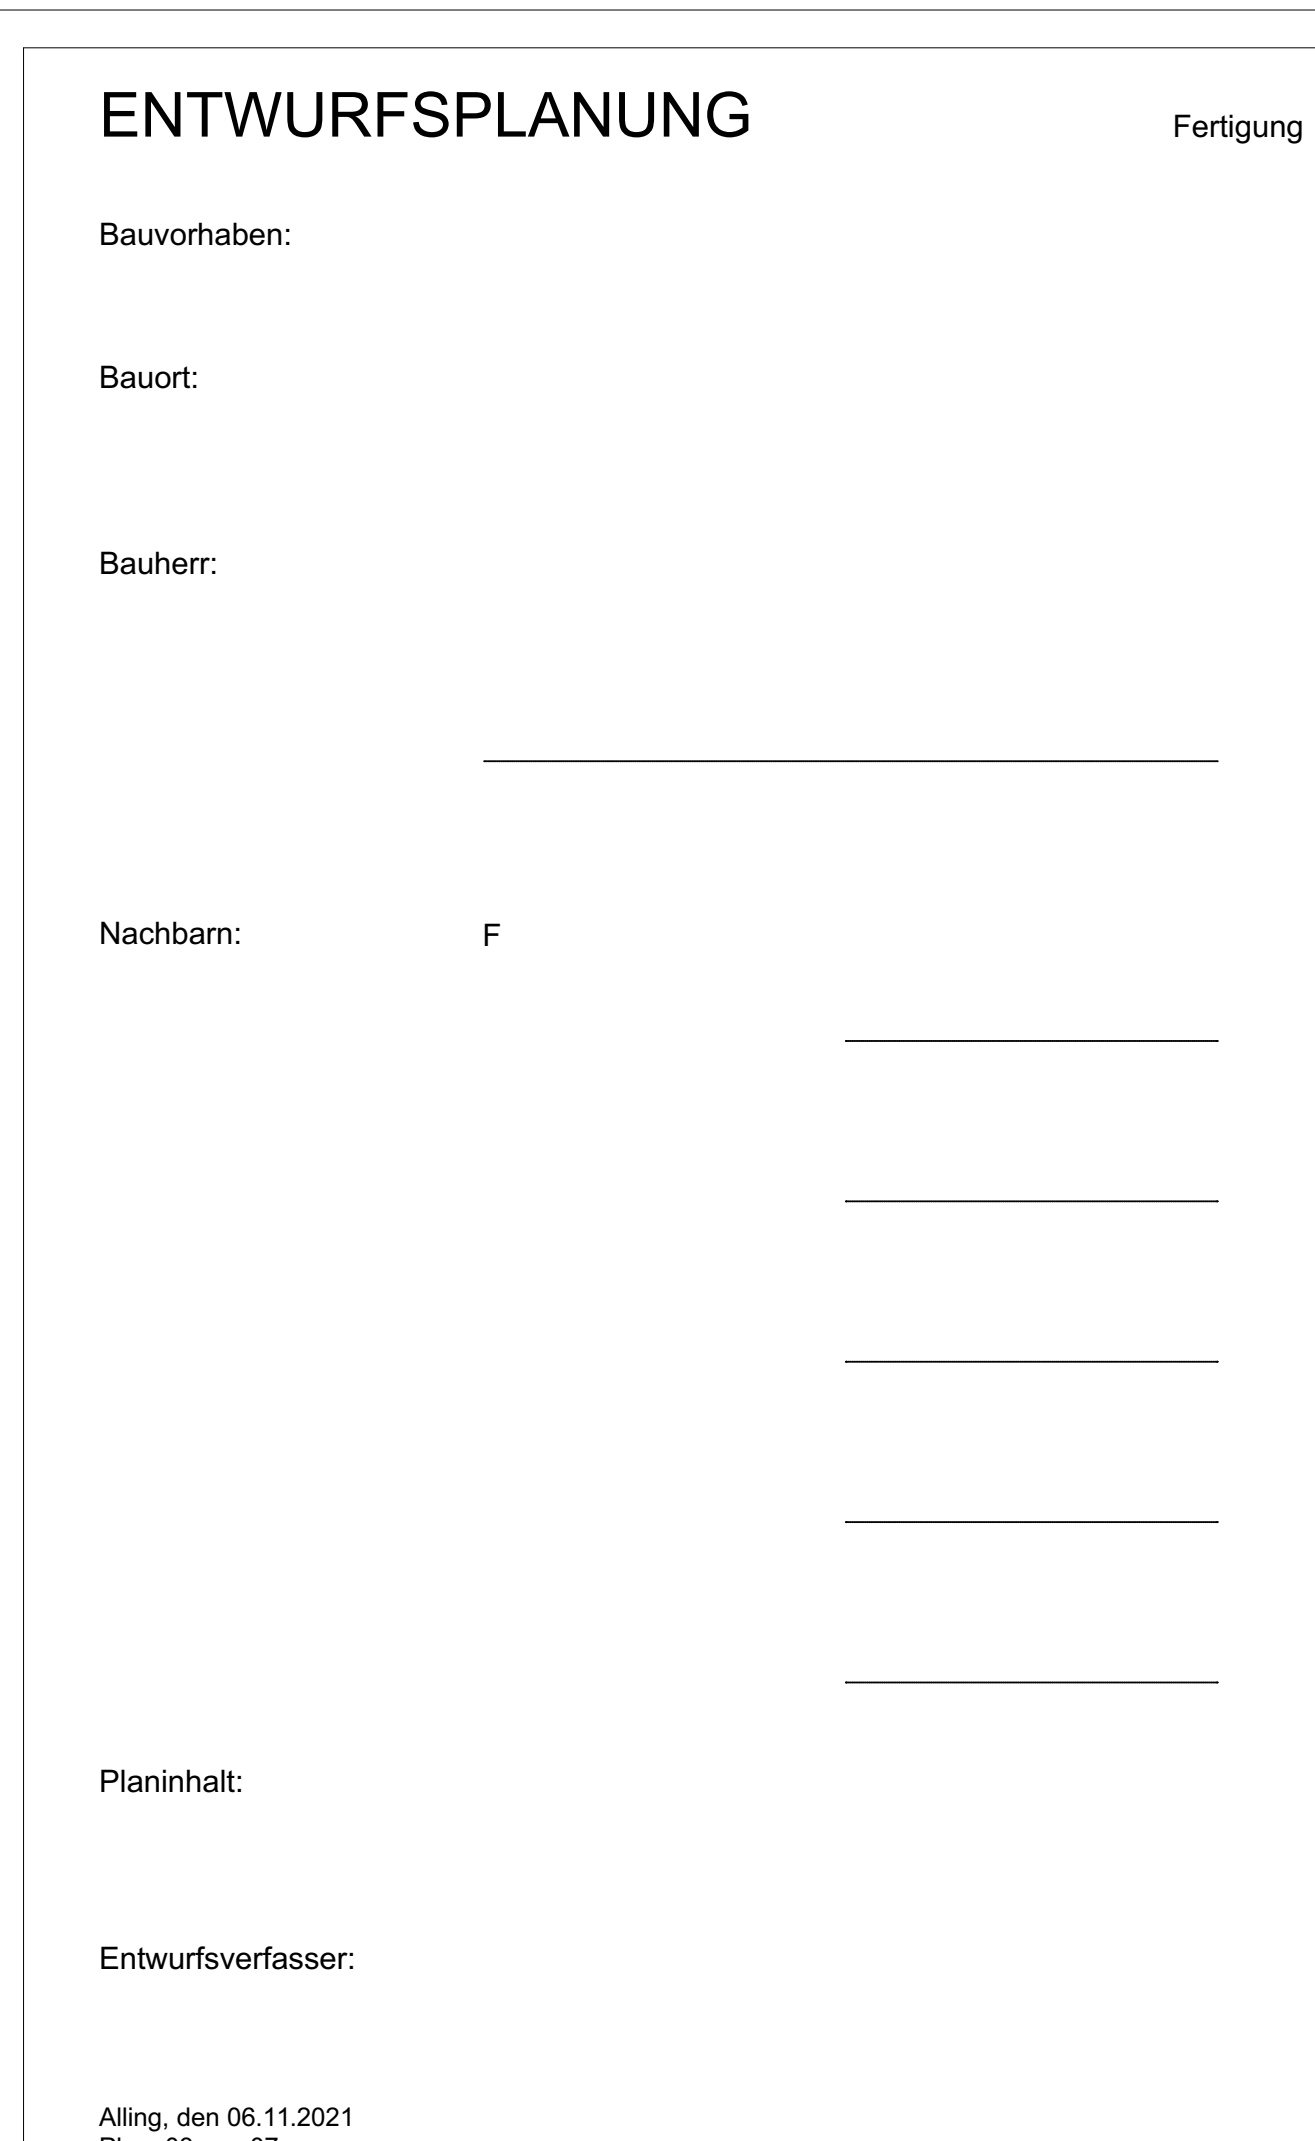 ENTWURFSPLANUNG
Fertigung
Bauvorhaben:
Bauort:
Bauherr:
Nachbarn: F
Planinhalt:
Entwurfsverfasser:
Alling, den 06.11.2021